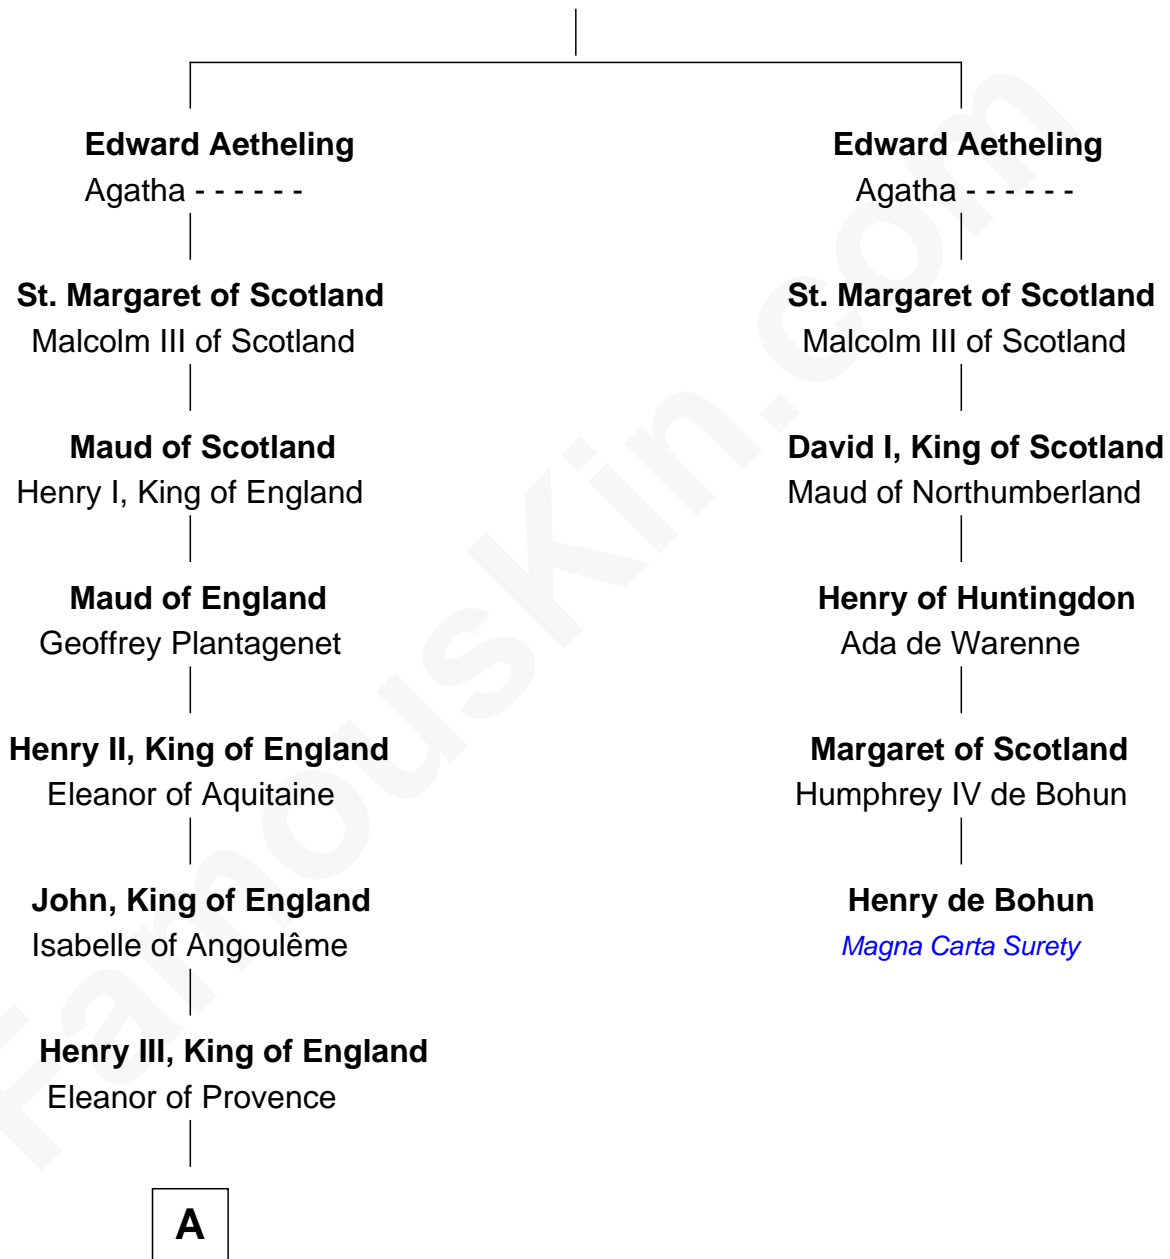 Edward Aetheling
Agatha - - - - - -
St. Margaret of Scotland
Malcolm III of Scotland
Maud of Scotland
Henry I, King of England
Maud of England
Geoffrey Plantagenet
Henry II, King of England
Eleanor of Aquitaine
John, King of England
Isabelle of Angoulême
Henry III, King of England
Eleanor of Provence
A
Edward Aetheling
Agatha - - - - - -
St. Margaret of Scotland
Malcolm III of Scotland
David I, King of Scotland
Maud of Northumberland
Henry of Huntingdon
Ada de Warenne
Margaret of Scotland
Humphrey IV de Bohun
Henry de Bohun
Magna Carta Surety
FamousKin.com